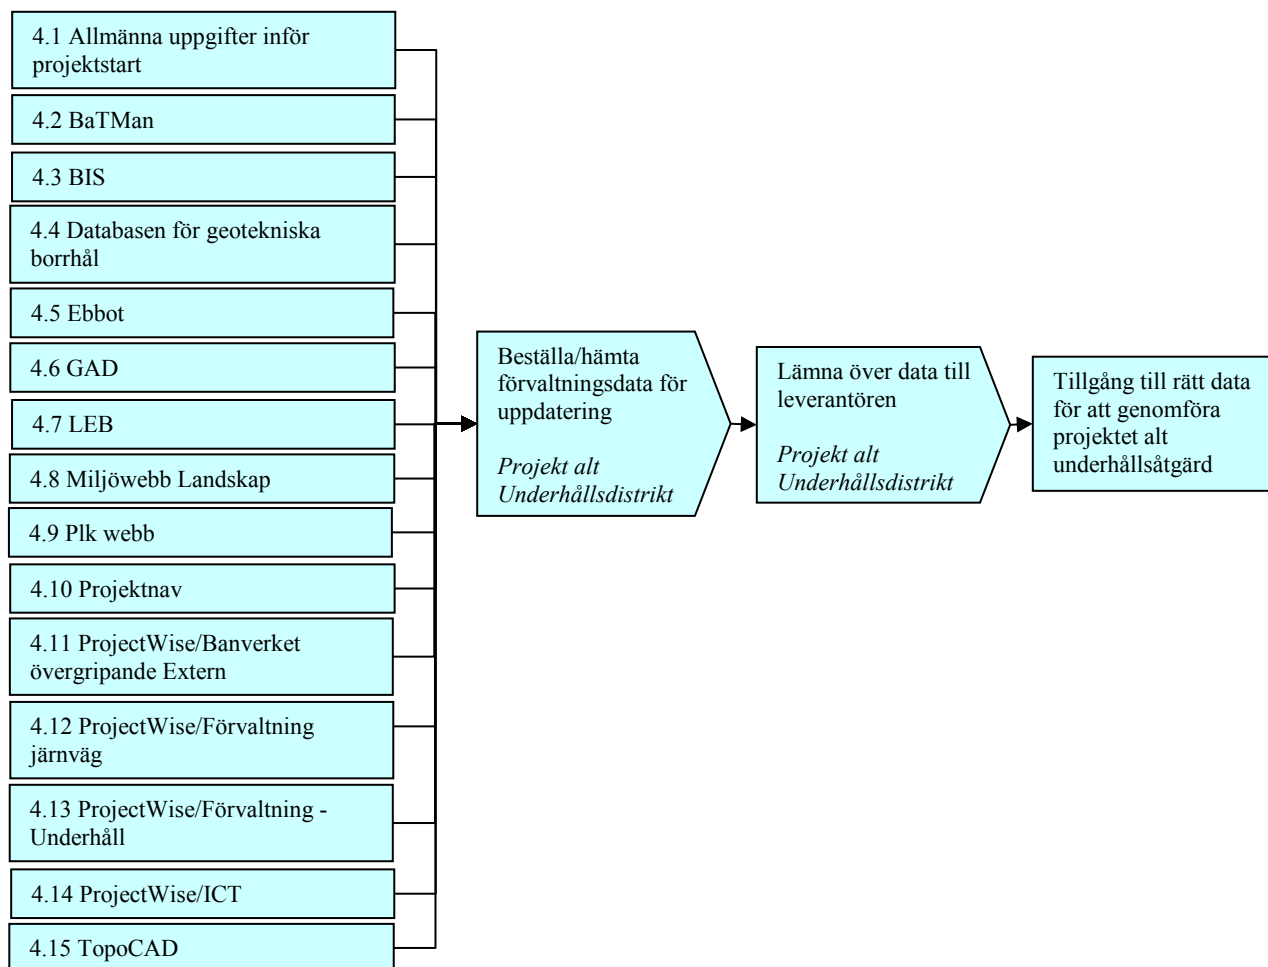 4.1 Allmänna uppgifter inför
projektstart
4.2 BaTMan
4.3 BIS
4.4 Databasen för geotekniska
borrhål
4.5 Ebbot
4.6 GAD
4.7 LEB
4.8 Miljöwebb Landskap
4.9 Plk webb
4.10 Projektnav
4.11 ProjectWise/Banverket
övergripande Extern
4.12 ProjectWise/Förvaltning
järnväg
4.13 ProjectWise/Förvaltning -
Underhåll
4.14 ProjectWise/ICT
4.15 TopoCAD
Beställa/hämta
förvaltningsdata för
uppdatering
Projekt alt
Underhållsdistrikt
Lämna över data till
leverantören
Projekt alt
Underhållsdistrikt
Tillgång till rätt data
för att genomföra
projektet alt
underhållsåtgärd